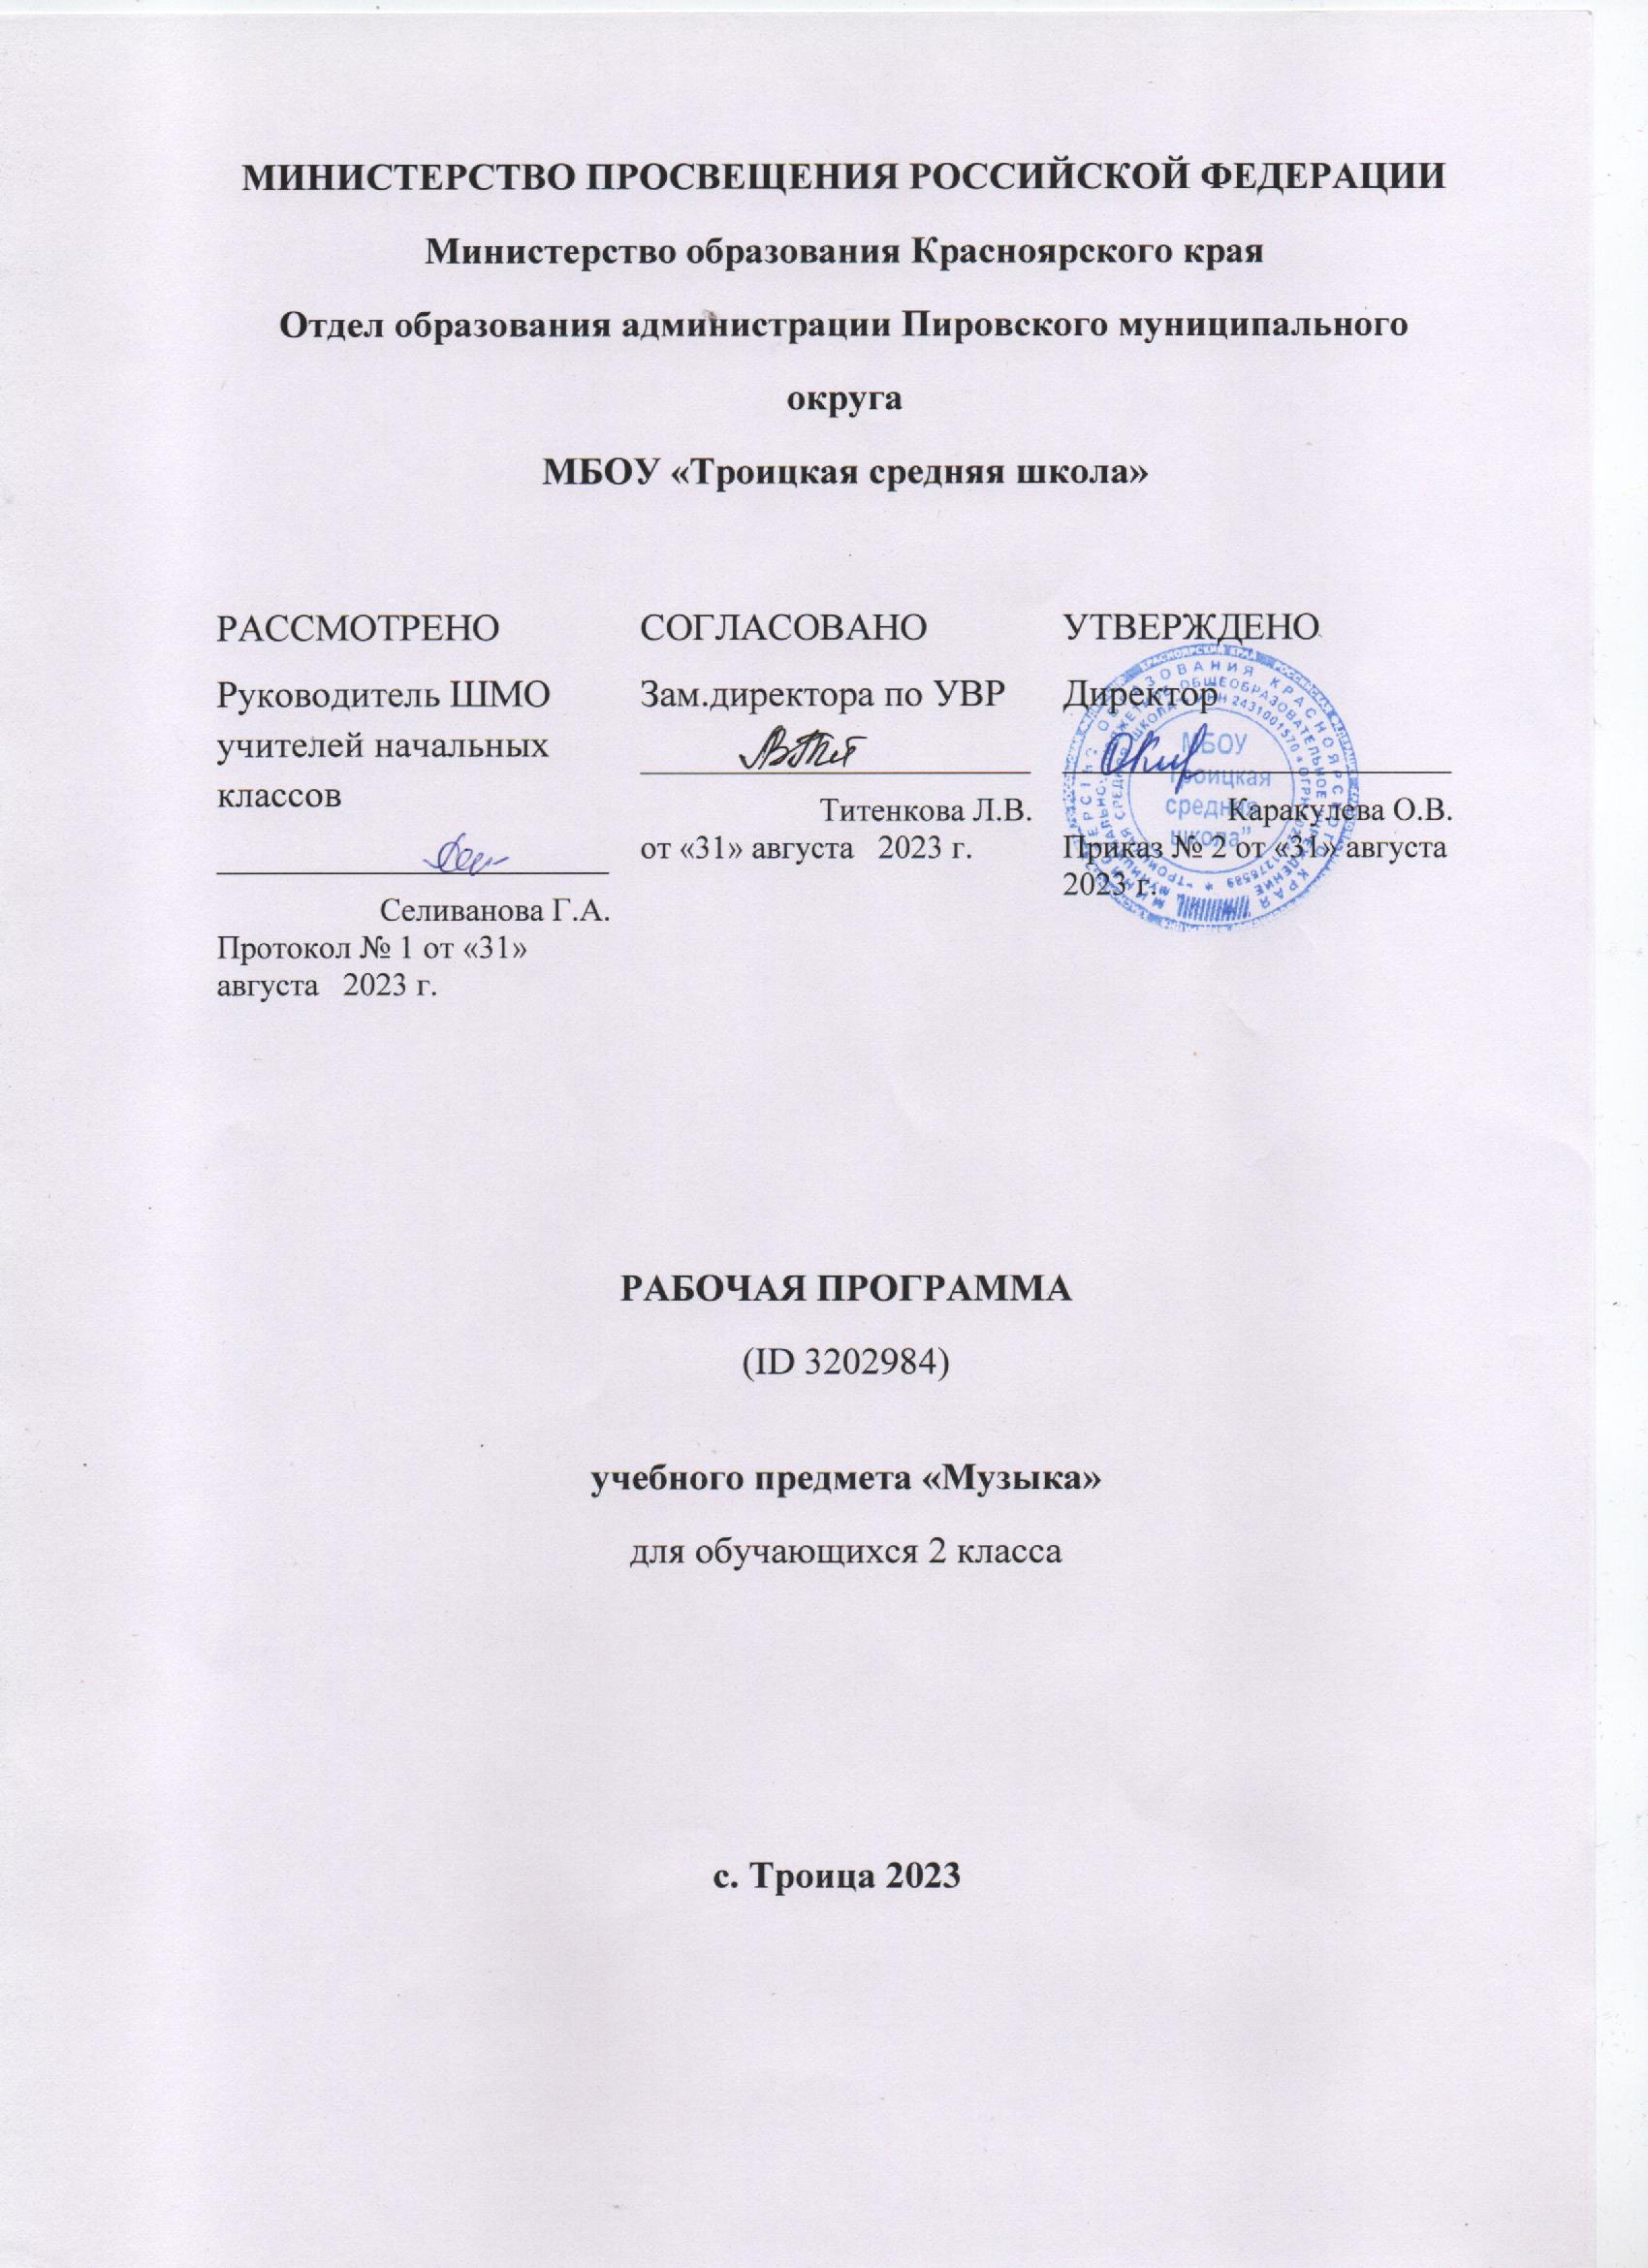 МИНИСТЕРСТВО ПРОСВЕЩЕНИЯ РОССИЙСКОЙ ФЕДЕРАЦИИ
Министерство образования Красноярского края
Отдел образования администрации Пировского муниципального
округа
МБОУ «Троицкая средняя школа»
РАССМОТРЕНО
Руководитель ШМО
учителей начальных
классов
Селиванова Г.А.
Протокол № 1 от «31»
августа 2023 г.
СОГЛАСОВАНО
Зам.директора по УВР
Титенкова Л.В.
от «31» августа 2023 г.
УТВЕРЖДЕНО
Директор
Каракулева О.В.
Приказ № 2 от «31» августа
2023 г.
МБОУ
Троицкая
средняя
школа”
РАБОЧАЯ ПРОГРАММА
(ID 3202984)
учебного предмета «Музыка»
для обучающихся 2 класса
с. Троица 2023